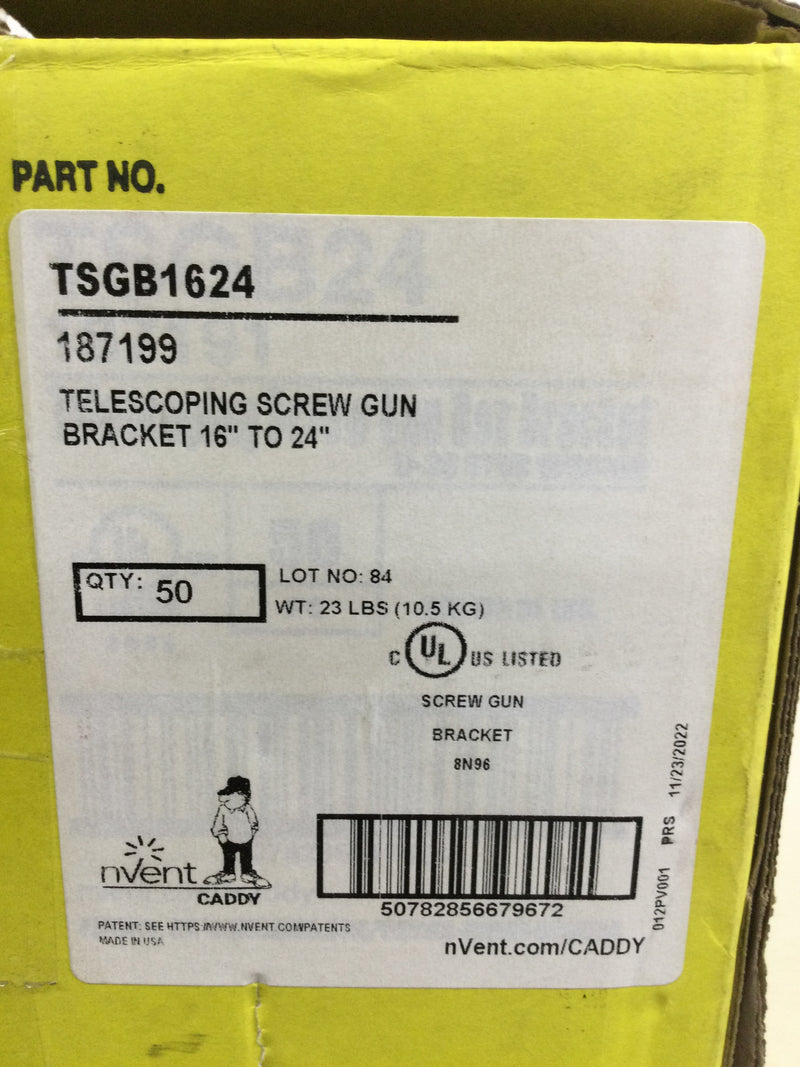 PART NO.
TSGB1624
187199
TELESCOPING SCREW GUN
BRACKET 16" TO 24"
QTY: 50
LOT NO: 84
WT: 23 LBS (10.5 KG)
C UL US LISTED
SCREW GUN
BRACKET
8N96
nvent
CADDY
50782856679672
PATENT: SEE HTTPS://WWW.NVENT.COM/PATENTS
MADE IN USA
nVent.com/CADDY
012PV001 PRS 11/23/2022